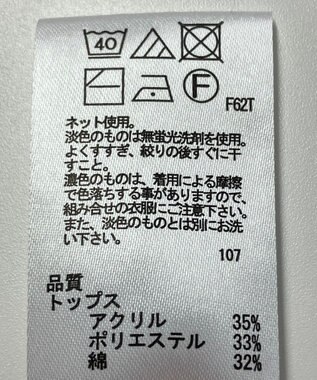 40
F
F62T
ネット使用。
淡色のものは無蛍光洗剤を使用。
よくすすぎ、絞りの後すぐに干
すこと。
濃色のものは、着用による摩擦
で色落ちする事がありますので、
組み合せの衣服にご注意下さい。
また、淡色のものとは別にお洗
い下さい。
107
品質
トップス
アクリル 35%
ポリエステル 33%
綿 32%